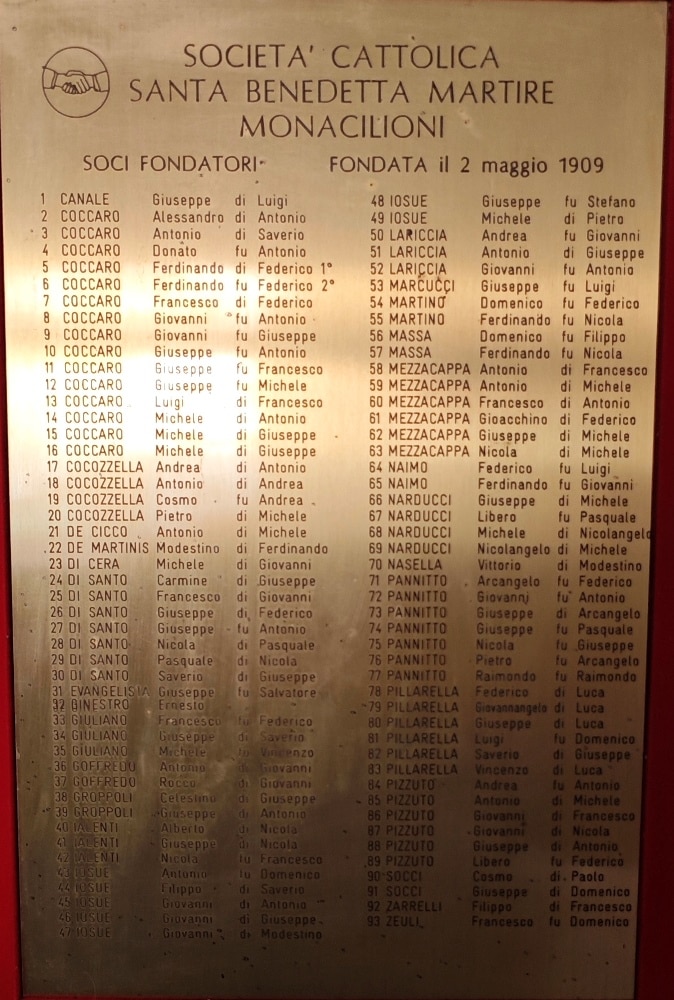 SOCIETA' CATTOLICA
SANTA BENEDETTA MARTIRE
MONACILIONI
SOCI FONDATORI
FONDATA il 2 maggio 1909
1 CANALE Giuseppe di Luigi
2 COCCARO Alessandro di Antonio
3 COCCARO Antonio di Saverio
4 COCCARO Donato fu Antonio
5 COCCARO Ferdinando di Federico 1°
6 COCCARO Ferdinando fu Federico 2°
7 COCCARO Francesco di Federico
8 COCCARO Giovanni fu Antonio
9 COCCARO Giovanni fu Giuseppe
10 COCCARO Giuseppe fu Antonio
11 COCCARO Giuseppe fu Francesco
12 COCCARO Giuseppe fu Michele
13 COCCARO Luigi di Francesco
14 COCCARO Michele di Antonio
15 COCCARO Michele di Giuseppe
16 COCCARO Michele di Giuseppe
17 COCOZZELLA Andrea di Antonio
18 COCOZZELLA Antonio di Andrea
19 COCOZZELLA Cosmo fu Andrea
20 COCOZZELLA Pietro di Michele
21 DE CICCO Antonio di Michele
22 DE MARTINIS Modestino di Ferdinando
23 DI CERA Michele di Giovanni
24 DI SANTO Carmine di Giuseppe
25 DI SANTO Francesco di Giovanni
26 DI SANTO Giuseppe di Federico
27 DI SANTO Giuseppe fu Antonio
28 DI SANTO Nicola di Pasquale
29 DI SANTO Pasquale di Nicola
30 DI SANTO Saverio di Giuseppe
31 EVANGELISTA Giuseppe fu Salvatore
32 GINESTRO Ernesto
33 GIULIANO Francesco fu Federico
34 GIULIANO Giuseppe di Saverio
35 GIULIANO Michele fu Vincenzo
36 GOFFREDO Antonio di Giovanni
37 GOFFREDO Rocco di Giovanni
38 GROPPOLI Celestino di Giuseppe
39 GROPPOLI Giuseppe di Antonio
40 IALENTI Alberto di Nicola
41 IALENTI Giuseppe di Nicola
42 IALENTI Nicola fu Francesco
43 IOSUE Antonio fu Domenico
44 IOSUE Filippo di Saverio
45 IOSUE Giovanni di Antonio
46 IOSUE Giovanni di Giuseppe
47 IOSUE Giovanni di Modestino
48 IOSUE Giuseppe fu Stefano
49 IOSUE Michele di Pietro
50 LARICCIA Andrea fu Giovanni
51 LARICCIA Antonio di Giuseppe
52 LARICCIA Giovanni fu Antonio
53 MARCUCCI Giuseppe fu Luigi
54 MARTINO Domenico fu Federico
55 MARTINO Ferdinando fu Nicola
56 MASSA Domenico fu Filippo
57 MASSA Ferdinando fu Nicola
58 MEZZACAPPA Antonio di Francesco
59 MEZZACAPPA Antonio di Michele
60 MEZZACAPPA Francesco di Antonio
61 MEZZACAPPA Gioacchino di Federico
62 MEZZACAPPA Giuseppe di Michele
63 MEZZACAPPA Nicola di Michele
64 NAIMO Federico fu Luigi
65 NAIMO Ferdinando fu Giovanni
66 NARDUCCI Giuseppe di Michele
67 NARDUCCI Libero fu Pasquale
68 NARDUCCI Michele di Nicolangelo
69 NARDUCCI Nicolangelo di Michele
70 NASELLA Vittorio di Modestino
71 PANNITTO Arcangelo fu Federico
72 PANNITTO Giovanni fu Antonio
73 PANNITTO Giuseppe di Arcangelo
74 PANNITTO Giuseppe fu Pasquale
75 PANNITTO Nicola fu Giuseppe
76 PANNITTO Pietro fu Arcangelo
77 PANNITTO Raimondo fu Raimondo
78 PILLARELLA Federico di Luca
79 PILLARELLA Giovannangelo di Luca
80 PILLARELLA Giuseppe di Luca
81 PILLARELLA Luigi fu Domenico
82 PILLARELLA Saverio di Giuseppe
83 PILLARELLA Vincenzo di Luca
84 PIZZUTO Andrea fu Antonio
85 PIZZUTO Antonio di Michele
86 PIZZUTO Giovanni di Francesco
87 PIZZUTO Giovanni di Nicola
88 PIZZUTO Giuseppe di Antonio
89 PIZZUTO Libero fu Federico
90 SOCCI Cosmo di Paolo
91 SOCCI Giuseppe di Domenico
92 ZARRELLI Filippo di Francesco
93 ZEULI Francesco fu Domenico